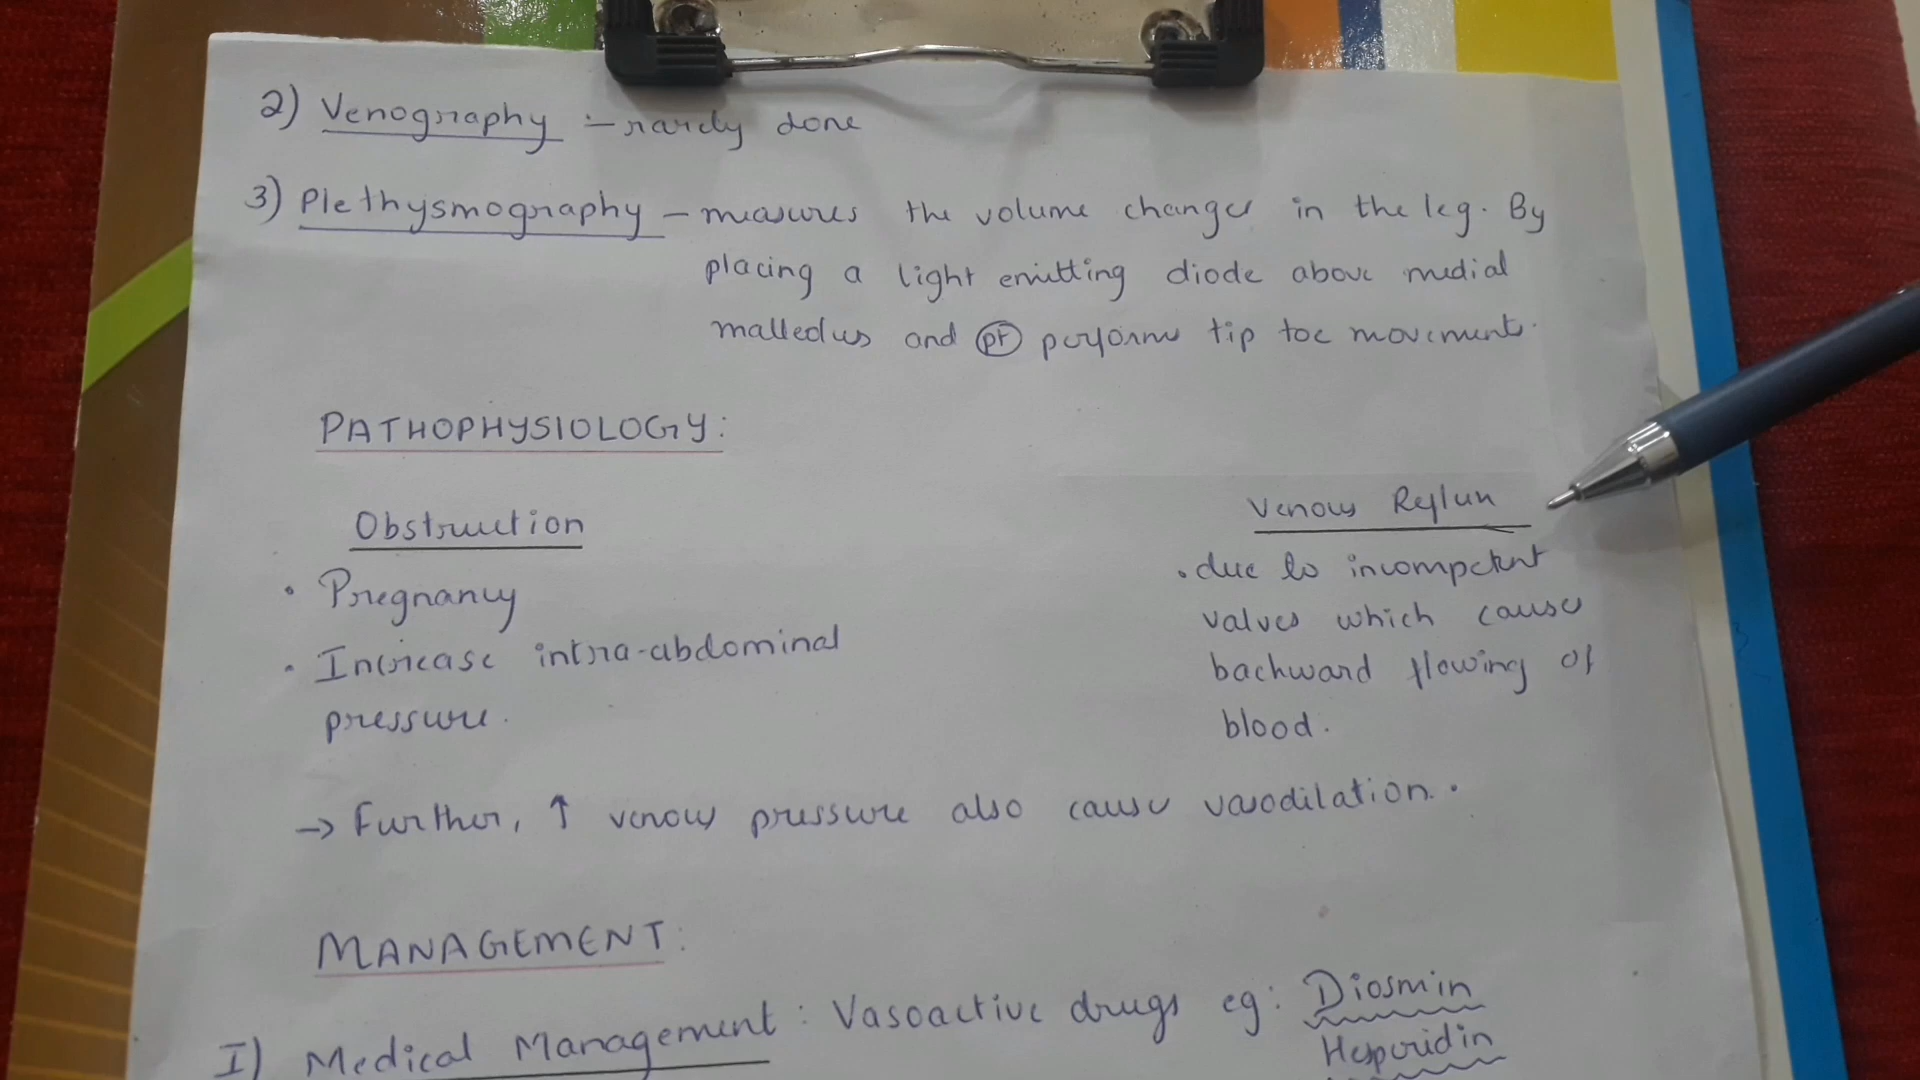 2) Venography :- rarely done
3) Plethysmography - measures the volume changes in the leg. By
placing a light emitting diode above medial
malleolus and (pt) performs tip toe movements.
PATHOPHYSIOLOGY:
Obstruction
• Pregnancy
• Increase intra-abdominal
pressure.
Venous Reflux
• due to incompetent
valves which cause
backward flowing of
blood.
→ Further, ↑ venous pressure also cause vasodilation.
MANAGEMENT:
I) Medical Management : Vasoactive drugs eg: Diosmin
Hesperidin